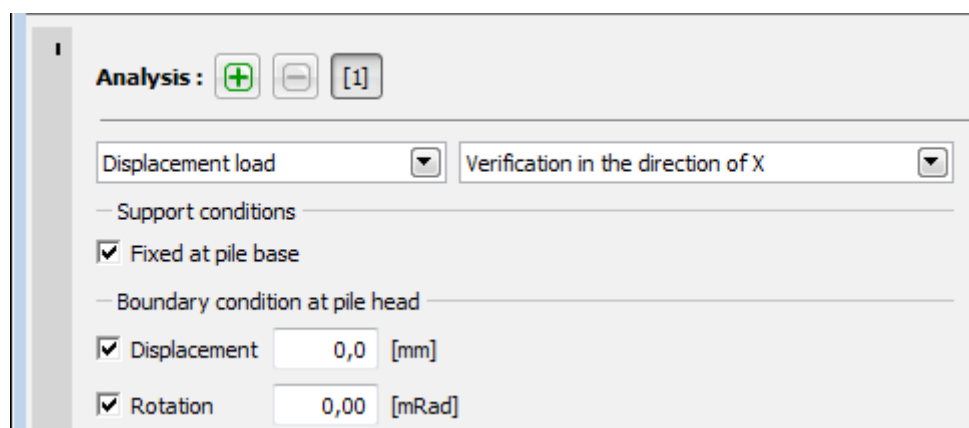 Analysis : [1]
Displacement load Verification in the direction of X
Support conditions
Fixed at pile base
Boundary condition at pile head
Displacement 0,0 [mm]
Rotation 0,00 [mRad]